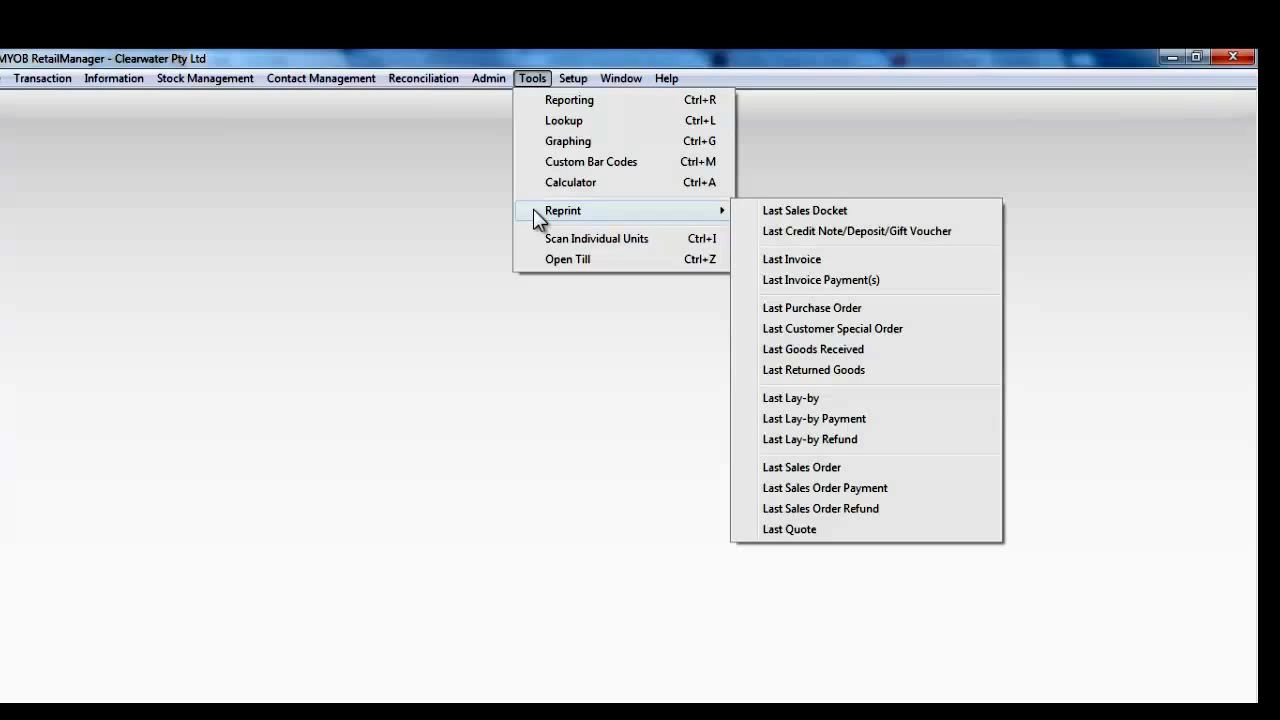 MYOB RetailManager - Clearwater Pty Ltd
Transaction Information Stock Management Contact Management Reconciliation Admin Tools Setup Window Help
Reporting Ctrl+R
Lookup Ctrl+L
Graphing Ctrl+G
Custom Bar Codes Ctrl+M
Calculator Ctrl+A
Reprint
Scan Individual Units Ctrl+I
Open Till Ctrl+Z
Last Sales Docket
Last Credit Note/Deposit/Gift Voucher
Last Invoice
Last Invoice Payment(s)
Last Purchase Order
Last Customer Special Order
Last Goods Received
Last Returned Goods
Last Lay-by
Last Lay-by Payment
Last Lay-by Refund
Last Sales Order
Last Sales Order Payment
Last Sales Order Refund
Last Quote